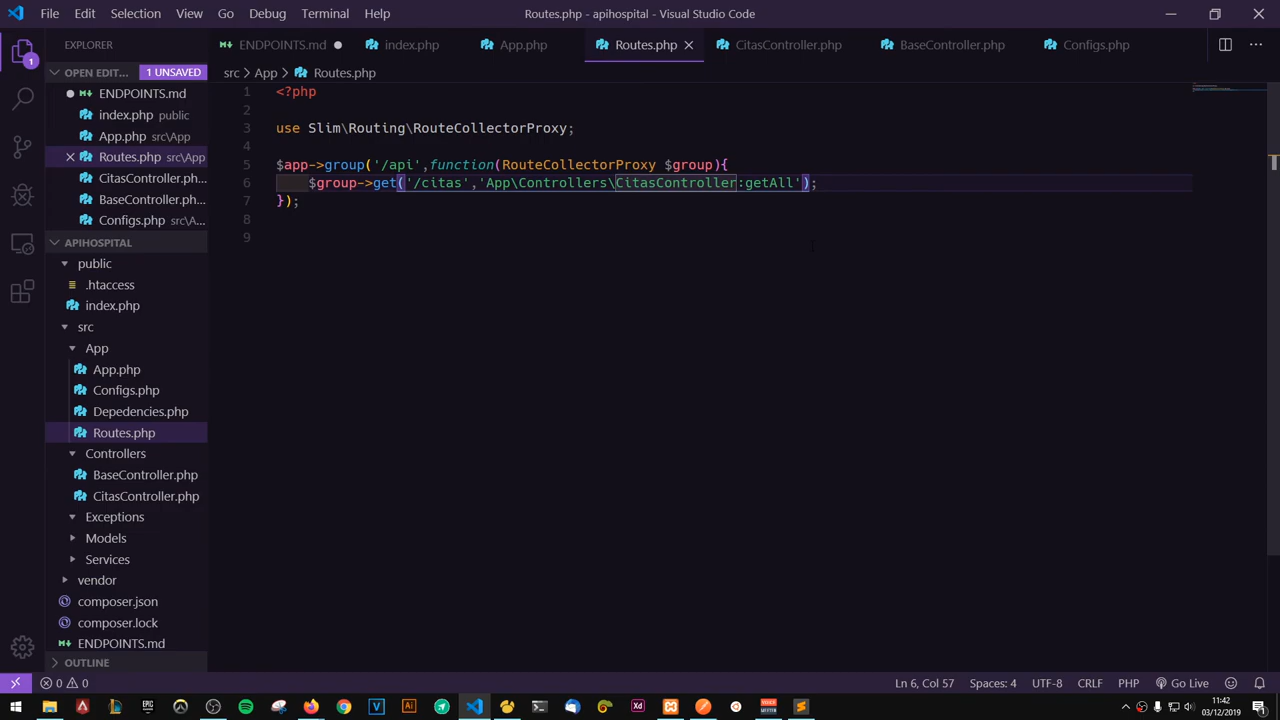 File Edit Selection View Go Debug Terminal Help
Routes.php - apihospital - Visual Studio Code
EXPLORER
ENDPOINTS.md
index.php
App.php
Routes.php
CitasController.php
BaseController.php
Configs.php
OPEN EDIT... 1 UNSAVED
ENDPOINTS.md
index.php public
App.php src\App
Routes.php src\App
CitasController.ph...
BaseController.ph...
Configs.php src\A...
APIHOSPITAL
public
.htaccess
index.php
src
App
App.php
Configs.php
Depedencies.php
Routes.php
Controllers
BaseController.php
CitasController.php
Exceptions
Models
Services
vendor
composer.json
composer.lock
ENDPOINTS.md
OUTLINE
src > App > Routes.php
1 <?php
2
3 use Slim\Routing\RouteCollectorProxy;
4
5 $app->group('/api',function(RouteCollectorProxy $group){
6 $group->get('/citas','App\Controllers\CitasController:getAll');
7 });
8
9
0 0 Ln 6, Col 57 Spaces: 4 UTF-8 CRLF PHP Go Live
11:42
03/12/2019